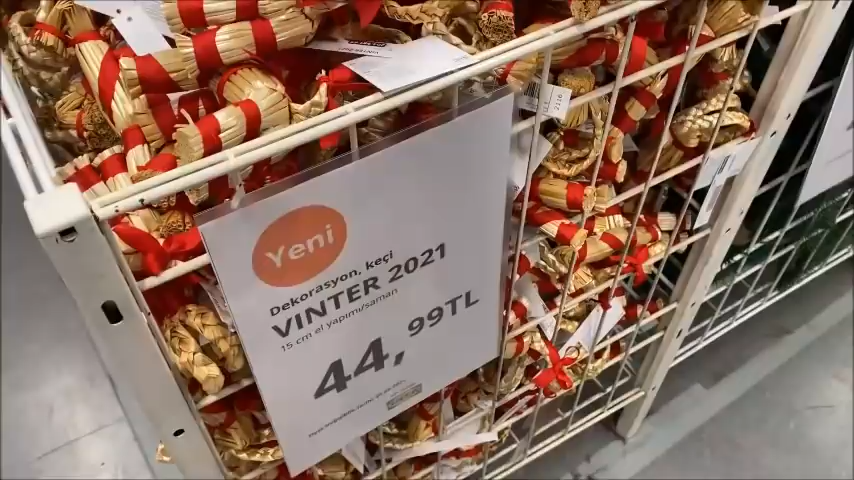 Yeni
Dekorasyon, keçi
VINTER 2021
15 cm el yapımı/saman
44,99TL